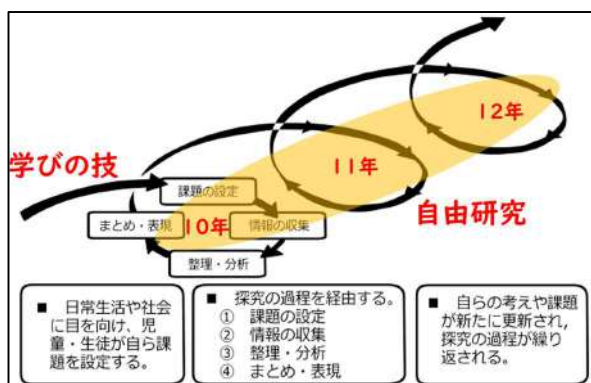 12年
11年
学びの技
課題の設定
自由研究
まとめ・表現
10年
情報の収集
整理・分析
■ 日常生活や社会
に目を向け、児
童・生徒が自ら課
題を設定する。
■ 探究の過程を経由する。
① 課題の設定
② 情報の収集
③ 整理・分析
④ まとめ・表現
■ 自らの考えや課題
が新たに更新され，
探究の過程が繰り
返される。